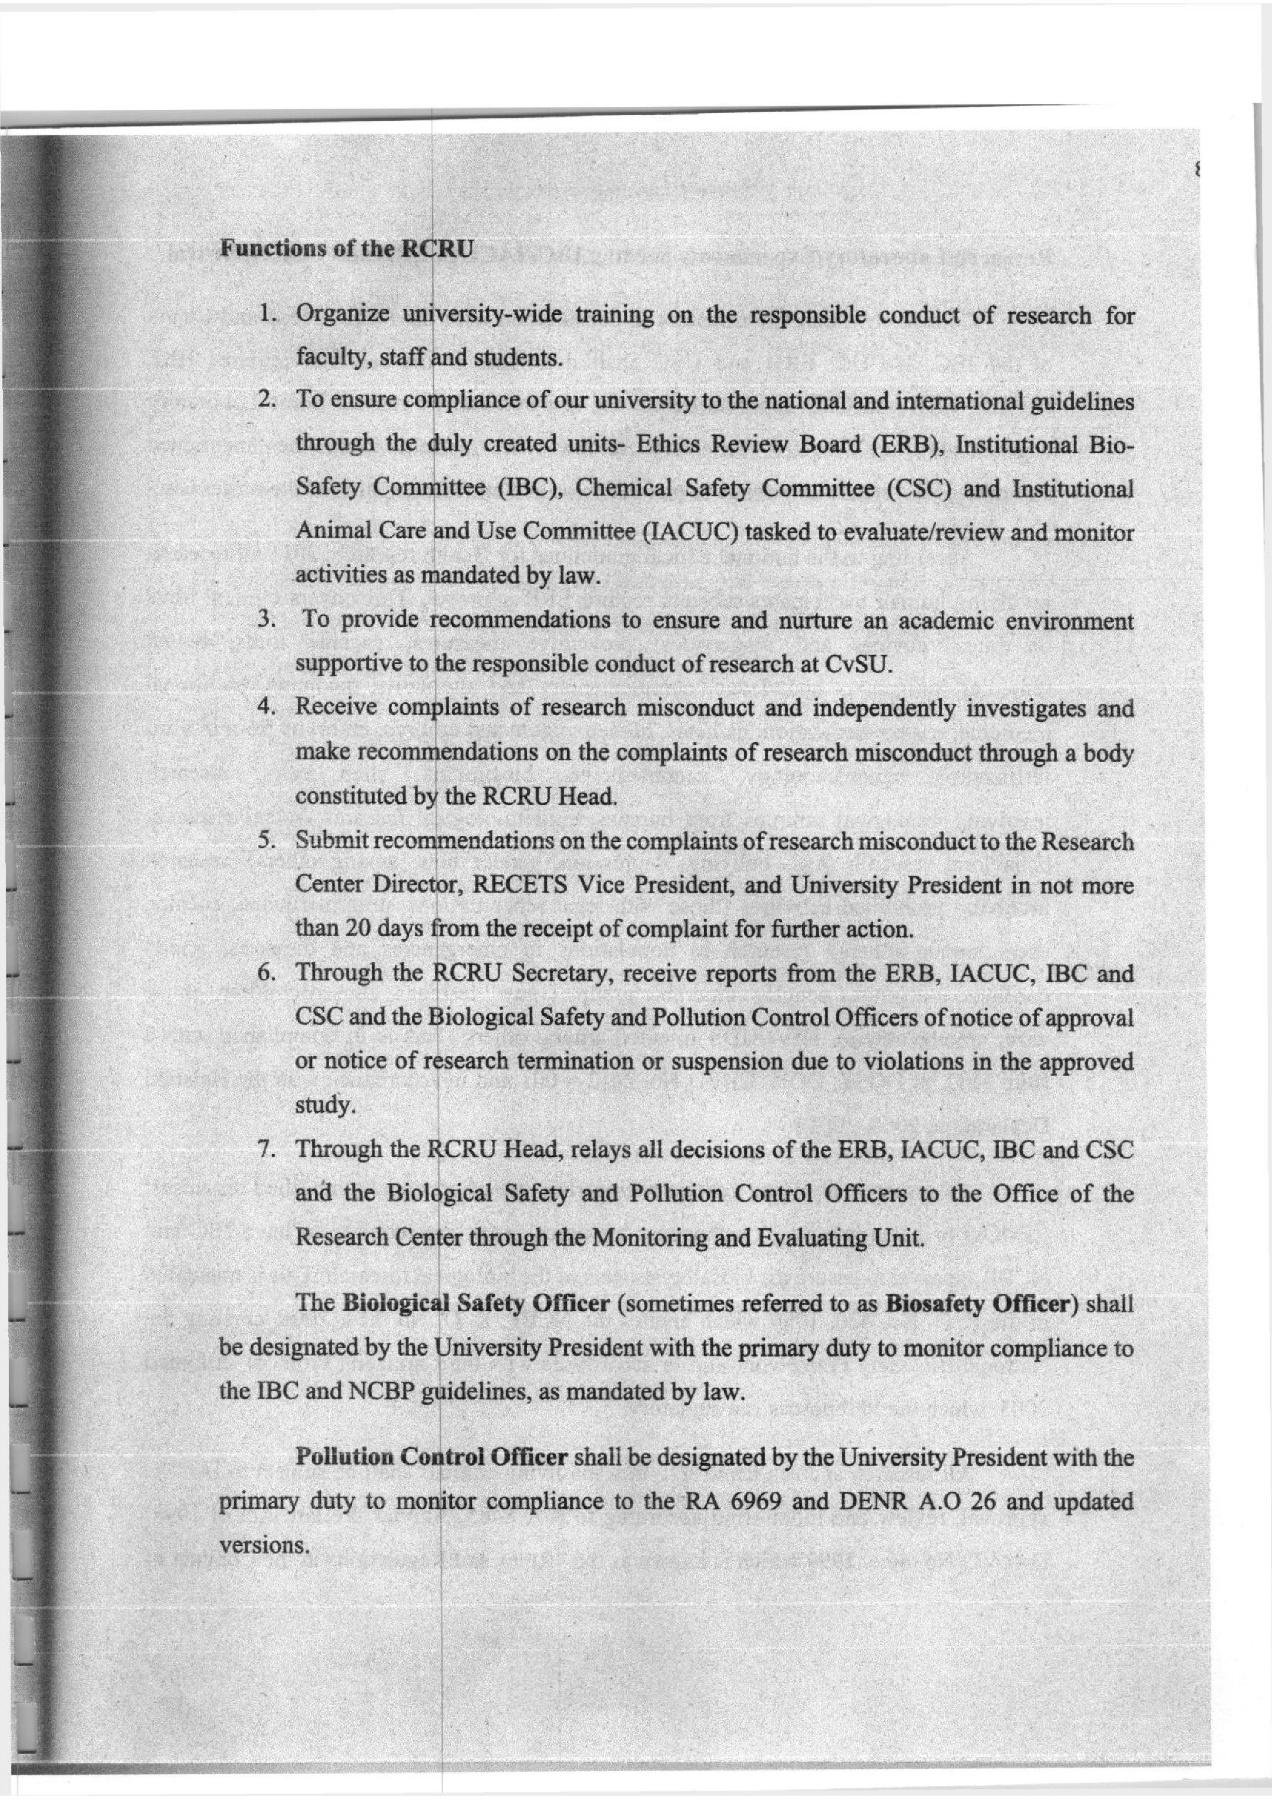 Functions of the RCRU
1. Organize university-wide training on the responsible conduct of research for
faculty, staff and students.
2. To ensure compliance of our university to the national and international guidelines
through the duly created units- Ethics Review Board (ERB), Institutional Bio-
Safety Committee (IBC), Chemical Safety Committee (CSC) and Institutional
Animal Care and Use Committee (IACUC) tasked to evaluate/review and monitor
activities as mandated by law.
3. To provide recommendations to ensure and nurture an academic environment
supportive to the responsible conduct of research at CvSU.
4. Receive complaints of research misconduct and independently investigates and
make recommendations on the complaints of research misconduct through a body
constituted by the RCRU Head.
5. Submit recommendations on the complaints of research misconduct to the Research
Center Director, RECETS Vice President, and University President in not more
than 20 days from the receipt of complaint for further action.
6. Through the RCRU Secretary, receive reports from the ERB, IACUC, IBC and
CSC and the Biological Safety and Pollution Control Officers of notice of approval
or notice of research termination or suspension due to violations in the approved
study.
7. Through the RCRU Head, relays all decisions of the ERB, IACUC, IBC and CSC
and the Biological Safety and Pollution Control Officers to the Office of the
Research Center through the Monitoring and Evaluating Unit.
The Biological Safety Officer (sometimes referred to as Biosafety Officer) shall
be designated by the University President with the primary duty to monitor compliance to
the IBC and NCBP guidelines, as mandated by law.
Pollution Control Officer shall be designated by the University President with the
primary duty to monitor compliance to the RA 6969 and DENR A.O 26 and updated
versions.